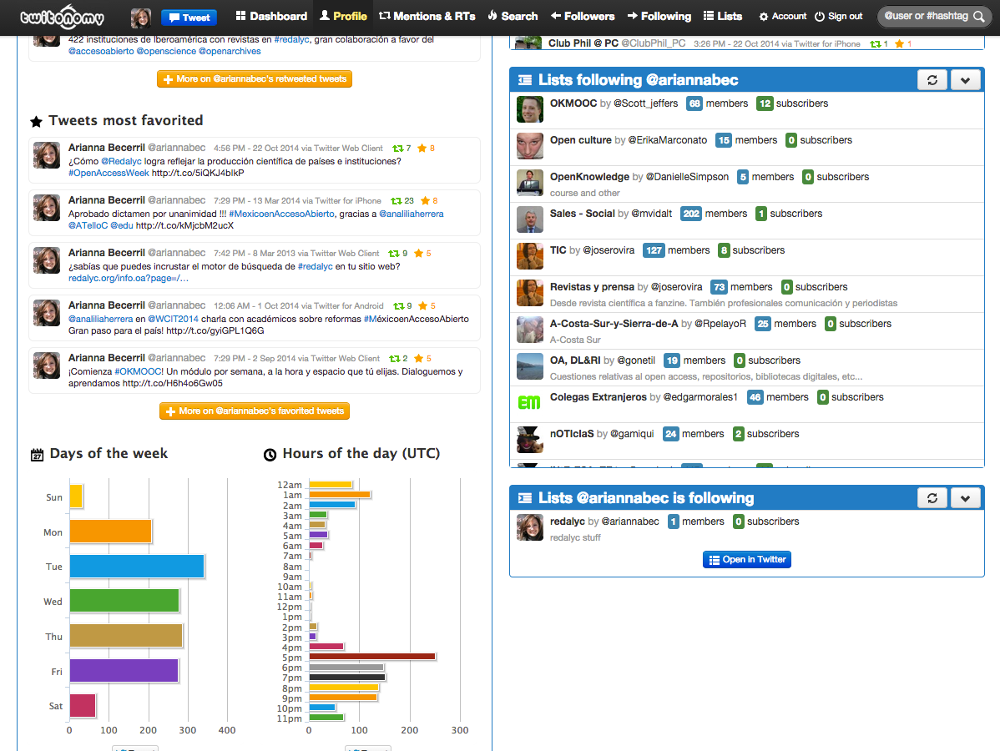 twitonomy
Tweet
Dashboard
Profile
Mentions & RTs
Search
Followers
Following
Lists
Account
Sign out
@user or #hashtag
422 instituciones de Iberoamérica con revistas en #redalyc, gran colaboración a favor del
@accesoabierto @openscience @openarchives
More on @ariannabec's retweeted tweets
Tweets most favorited
Arianna Becerril @ariannabec 4:56 PM - 22 Oct 2014 via Twitter Web Client 7 8
¿Cómo @Redalyc logra reflejar la producción científica de países e instituciones?
#OpenAccessWeek http://t.co/5iQKJ4blkP
Arianna Becerril @ariannabec 7:29 PM - 13 Mar 2014 via Twitter for iPhone 23 8
Aprobado dictamen por unanimidad !!! #MexicoenAccesoAbierto, gracias a @analiliaherrera
@ATelloC @edu http://t.co/kMjcbM2ucX
Arianna Becerril @ariannabec 7:42 PM - 8 Mar 2013 via Twitter Web Client 9 5
¿sabías que puedes incrustar el motor de búsqueda de #redalyc en tu sitio web?
redalyc.org/info.oa?page=/…
Arianna Becerril @ariannabec 12:06 AM - 1 Oct 2014 via Twitter for Android 9 5
@analiliaherrera en @WCIT2014 charla con académicos sobre reformas #MéxicoenAccesoAbierto
Gran paso para el país! http://t.co/gyiGPL1Q6G
Arianna Becerril @ariannabec 7:29 PM - 2 Sep 2014 via Twitter Web Client 2 5
¡Comienza #OKMOOC! Un módulo por semana, a la hora y espacio que tú elijas. Dialoguemos y
aprendamos http://t.co/H6h4o6Gw05
More on @ariannabec's favorited tweets
27 Days of the week
Sun
Mon
Tue
Wed
Thu
Fri
Sat
0 100 200 300 400
Hours of the day (UTC)
12am
1am
2am
3am
4am
5am
6am
7am
8am
9am
10am
11am
12pm
1pm
2pm
3pm
4pm
5pm
6pm
7pm
8pm
9pm
10pm
11pm
0 100 200 300
Club Phil @ PC @ClubPhil_PC 3:26 PM - 22 Oct 2014 via Twitter for iPhone 1 1
Lists following @ariannabec
OKMOOC by @Scott_jeffers 68 members 12 subscribers
Open culture by @ErikaMarconato 15 members 0 subscribers
OpenKnowledge by @DanielleSimpson 5 members 0 subscribers
course and other
Sales - Social by @mvidalt 202 members 1 subscribers
TIC by @joserovira 127 members 8 subscribers
Revistas y prensa by @joserovira 73 members 0 subscribers
Desde revista científica a fanzine. También profesionales comunicación y periodistas
A-Costa-Sur-y-Sierra-de-A by @RpelayoR 25 members 0 subscribers
A-Costa Sur
OA, DL&RI by @gonetil 19 members 0 subscribers
Cuestiones relativas al open access, repositorios, bibliotecas digitales, etc...
EM
Colegas Extranjeros by @edgarmorales1 46 members 0 subscribers
nOTIcIaS by @gamiqui 24 members 2 subscribers
Lists @ariannabec is following
redalyc by @ariannabec 1 members 0 subscribers
redalyc stuff
Open in Twitter